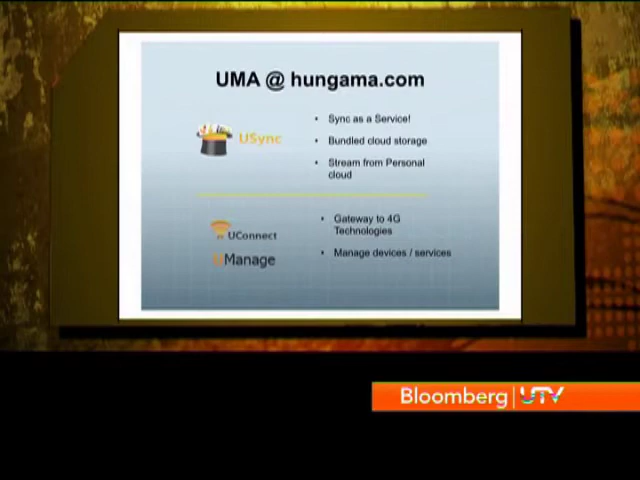 UMA @ hungama.com
USync
• Sync as a Service!
• Bundled cloud storage
• Stream from Personal
cloud
UConnect
• Gateway to 4G
Technologies
UManage
• Manage devices / services
Bloomberg | UTV